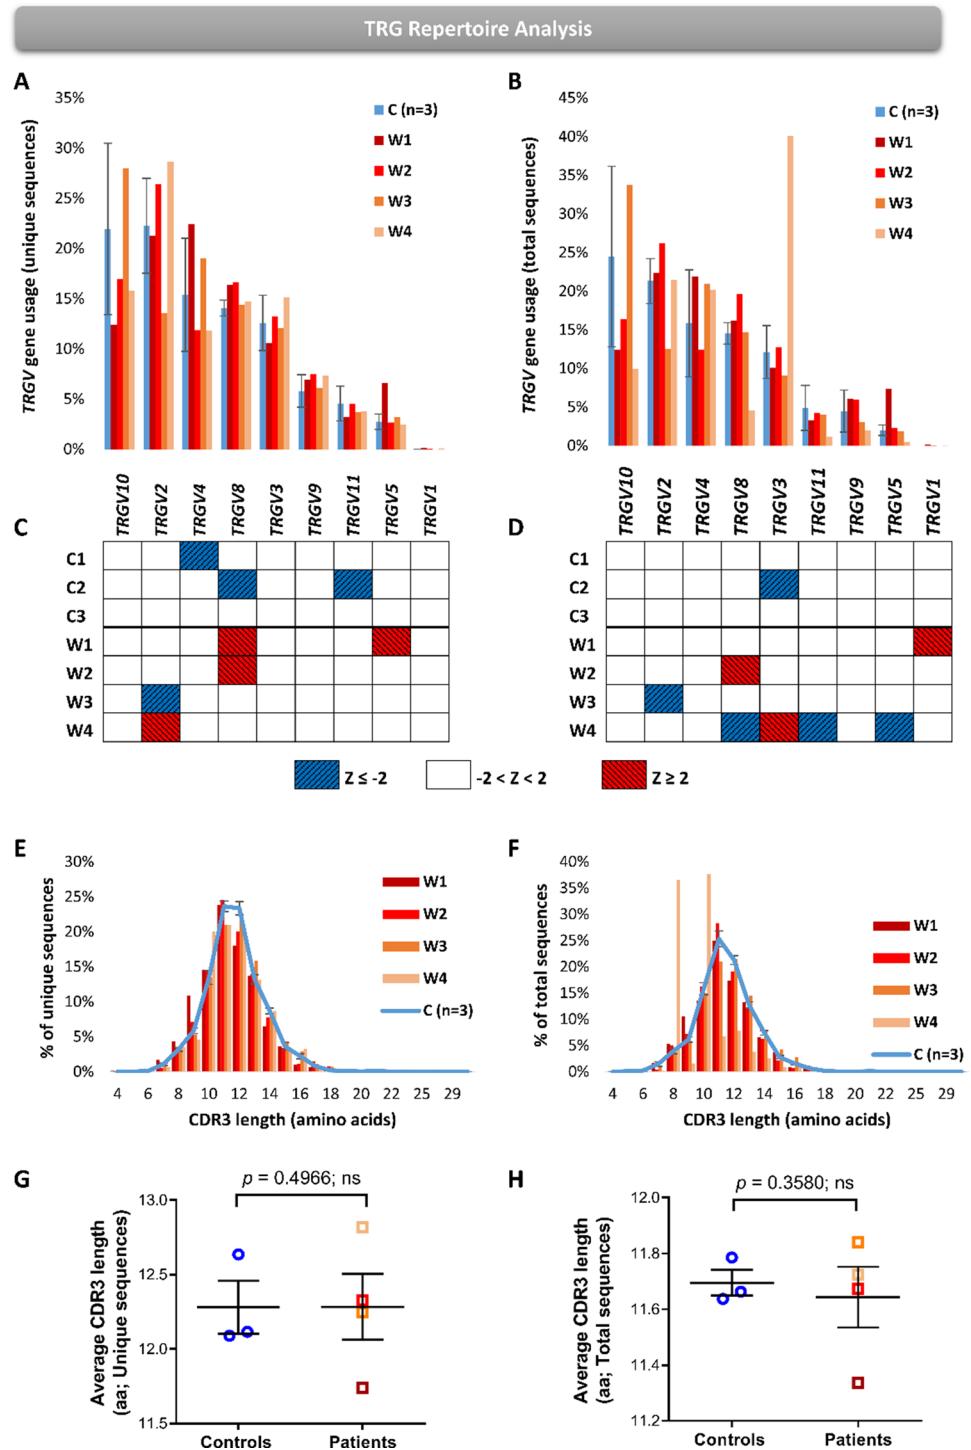 TRG Repertoire Analysis
A
TRGV gene usage (unique sequences)
35%
30%
25%
20%
15%
10%
5%
0%
C (n=3)
W1
W2
W3
W4
B
TRGV gene usage (total sequences)
45%
40%
35%
30%
25%
20%
15%
10%
5%
0%
C (n=3)
W1
W2
W3
W4
C
TRGV10
TRGV2
TRGV4
TRGV8
TRGV3
TRGV9
TRGV11
TRGV5
TRGV1
C1
C2
C3
W1
W2
W3
W4
D
TRGV10
TRGV2
TRGV4
TRGV8
TRGV3
TRGV11
TRGV9
TRGV5
TRGV1
C1
C2
C3
W1
W2
W3
W4
Z ≤ -2
-2 < Z < 2
Z ≥ 2
E
% of unique sequences
30%
25%
20%
15%
10%
5%
0%
W1
W2
W3
W4
C (n=3)
4 6 8 10 12 14 16 18 20 22 25 29
CDR3 length (amino acids)
F
% of total sequences
40%
35%
30%
25%
20%
15%
10%
5%
0%
W1
W2
W3
W4
C (n=3)
4 6 8 10 12 14 16 18 20 22 25 29
CDR3 length (amino acids)
G
Average CDR3 length
(aa; Unique sequences)
p = 0.4966; ns
13.0
12.5
12.0
11.5
Controls Patients
H
Average CDR3 length
(aa; Total sequences)
p = 0.3580; ns
12.0
11.8
11.6
11.4
11.2
Controls Patients